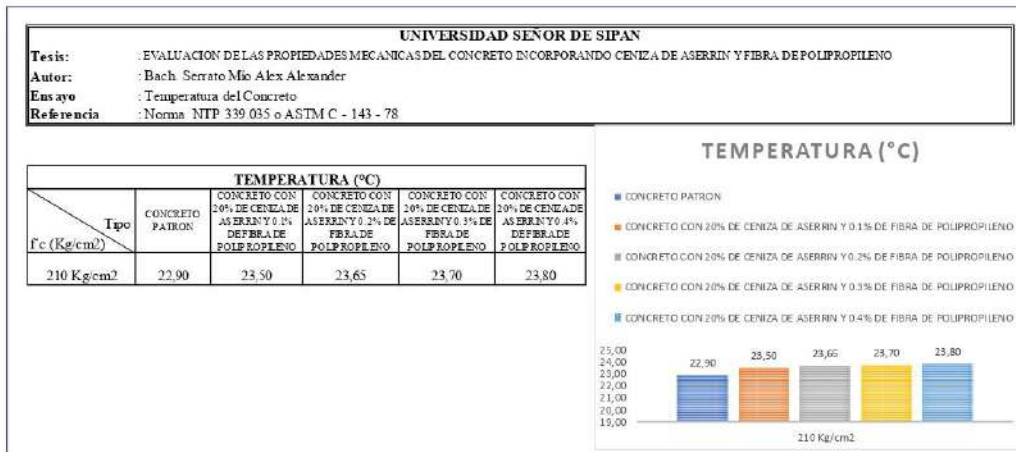 UNIVERSIDAD SEÑOR DE SIPAN
Tesis: : EVALUACION DE LAS PROPIEDADES MECANICAS DEL CONCRETO INCORPORANDO CENIZA DE ASERRIN Y FIBRA DE POLIPROPILENO
Autor: : Bach. Serrato Mio Alex Alexander
Ensayo : Temperatura del Concreto
Referencia : Norma NTP 339.035 o ASTM C - 143 - 78
TEMPERATURA (°C)
Tipo
f'c (Kg/cm2)
CONCRETO
PATRON
CONCRETO CON
20% DE CENIZA DE
ASERRIN Y 0.1%
DE FIBRA DE
POLIPROPILENO
CONCRETO CON
20% DE CENIZA DE
ASERRIN Y 0.2% DE
FIBRA DE
POLIPROPILENO
CONCRETO CON
20% DE CENIZA DE
ASERRIN Y 0.3% DE
FIBRA DE
POLIPROPILENO
CONCRETO CON
20% DE CENIZA DE
ASERRIN Y 0.4%
DE FIBRA DE
POLIPROPILENO
210 Kg/cm2 22,90 23,50 23,65 23,70 23,80
TEMPERATURA (°C)
CONCRETO PATRON
CONCRETO CON 20% DE CENIZA DE ASERRIN Y 0.1% DE FIBRA DE POLIPROPILENO
CONCRETO CON 20% DE CENIZA DE ASERRIN Y 0.2% DE FIBRA DE POLIPROPILENO
CONCRETO CON 20% DE CENIZA DE ASERRIN Y 0.3% DE FIBRA DE POLIPROPILENO
CONCRETO CON 20% DE CENIZA DE ASERRIN Y 0.4% DE FIBRA DE POLIPROPILENO
25,00
24,00
23,00
22,00
21,00
20,00
19,00
22,90 23,50 23,65 23,70 23,80
210 Kg/cm2